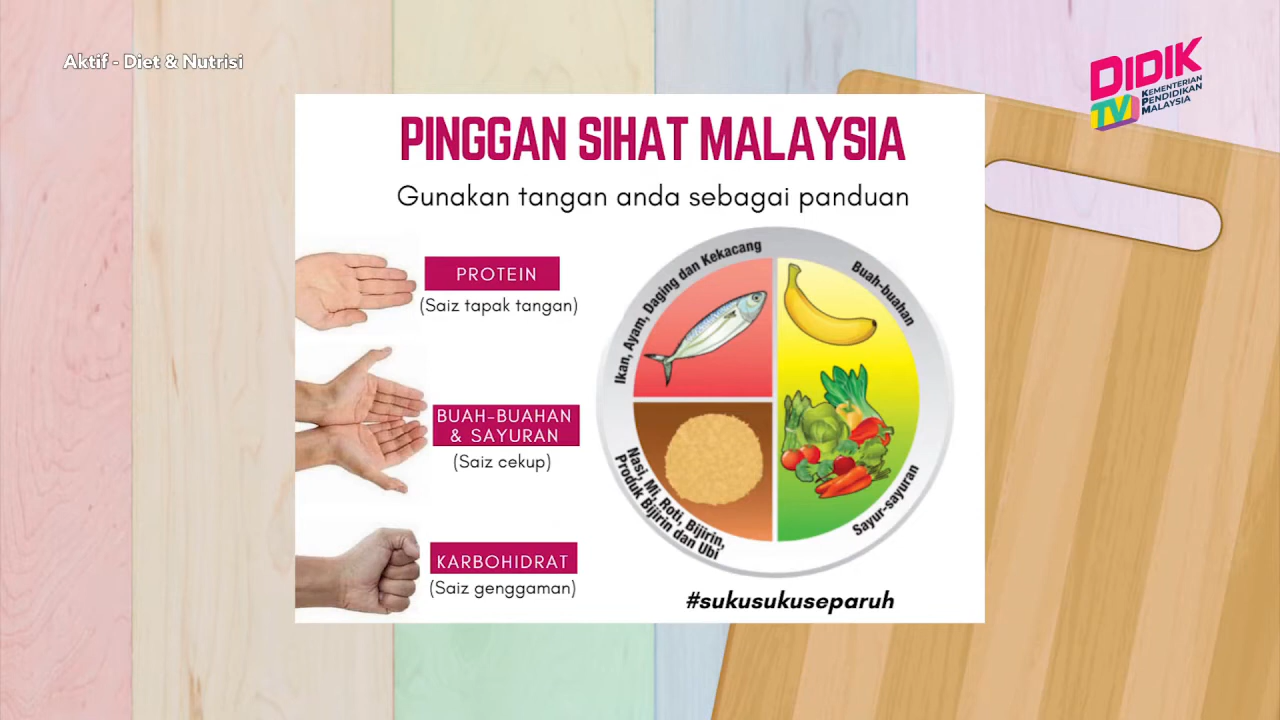 Aktif - Diet & Nutrisi
DIDIK
TV
KEMENTERIAN
PENDIDIKAN
MALAYSIA
PINGGAN SIHAT MALAYSIA
Gunakan tangan anda sebagai panduan
PROTEIN
(Saiz tapak tangan)
BUAH-BUAHAN
& SAYURAN
(Saiz cekup)
KARBOHIDRAT
(Saiz genggaman)
Ikan, Ayam, Daging dan Kekacang
Buah-buahan
Nasi, Mi, Roti, Bijirin,
Produk Bijirin dan Ubi
Sayur-sayuran
#sukusukuseparuh